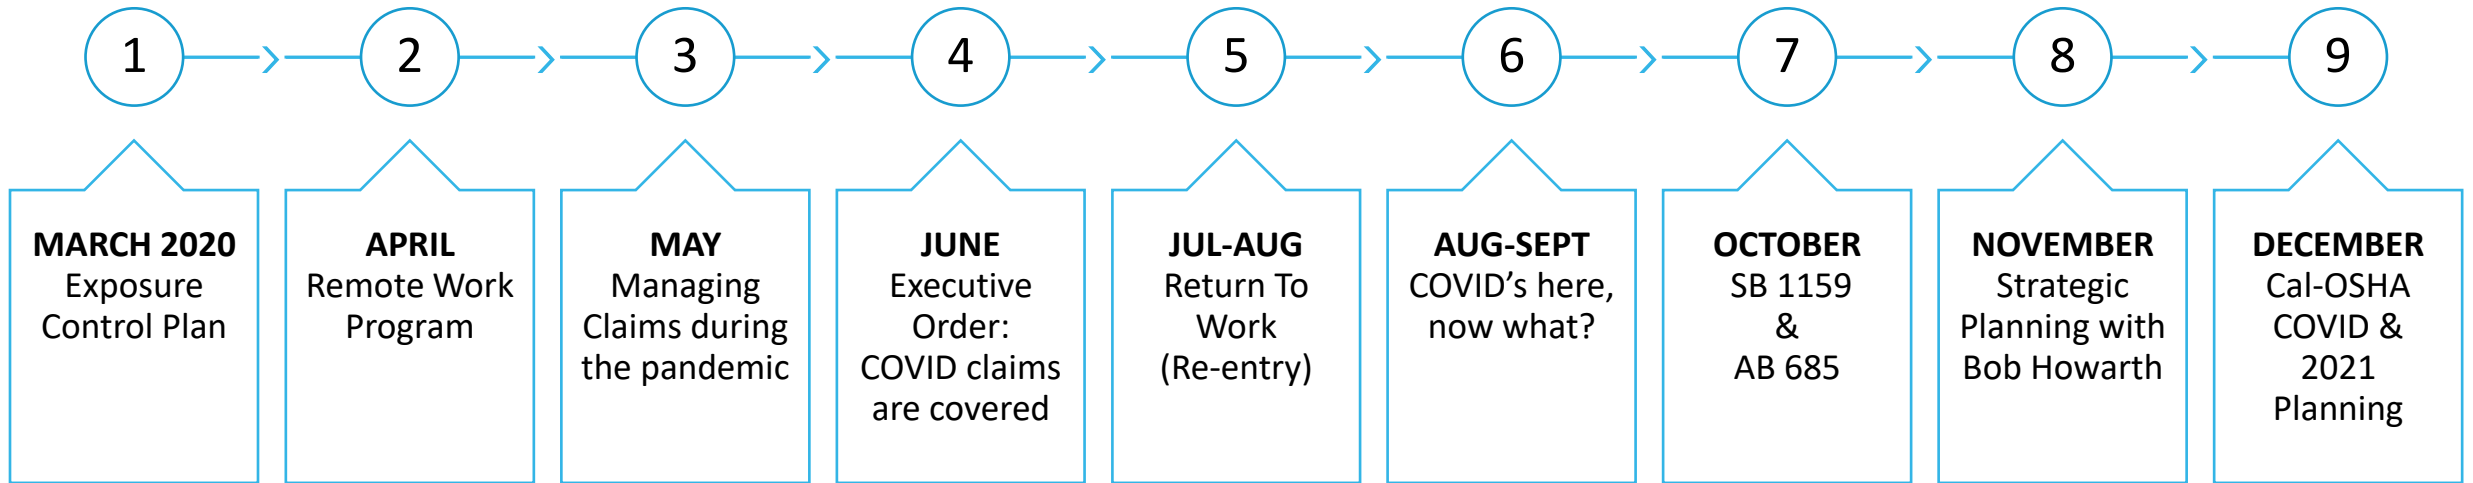 1
2
3
4
5
6
7
8
9
MARCH 2020
Exposure
Control Plan
APRIL
Remote Work
Program
MAY
Managing
Claims during
the pandemic
JUNE
Executive
Order:
COVID claims
are covered
JUL-AUG
Return To
Work
(Re-entry)
AUG-SEPT
COVID’s here,
now what?
OCTOBER
SB 1159
&
AB 685
NOVEMBER
Strategic
Planning with
Bob Howarth
DECEMBER
Cal-OSHA
COVID &
2021
Planning